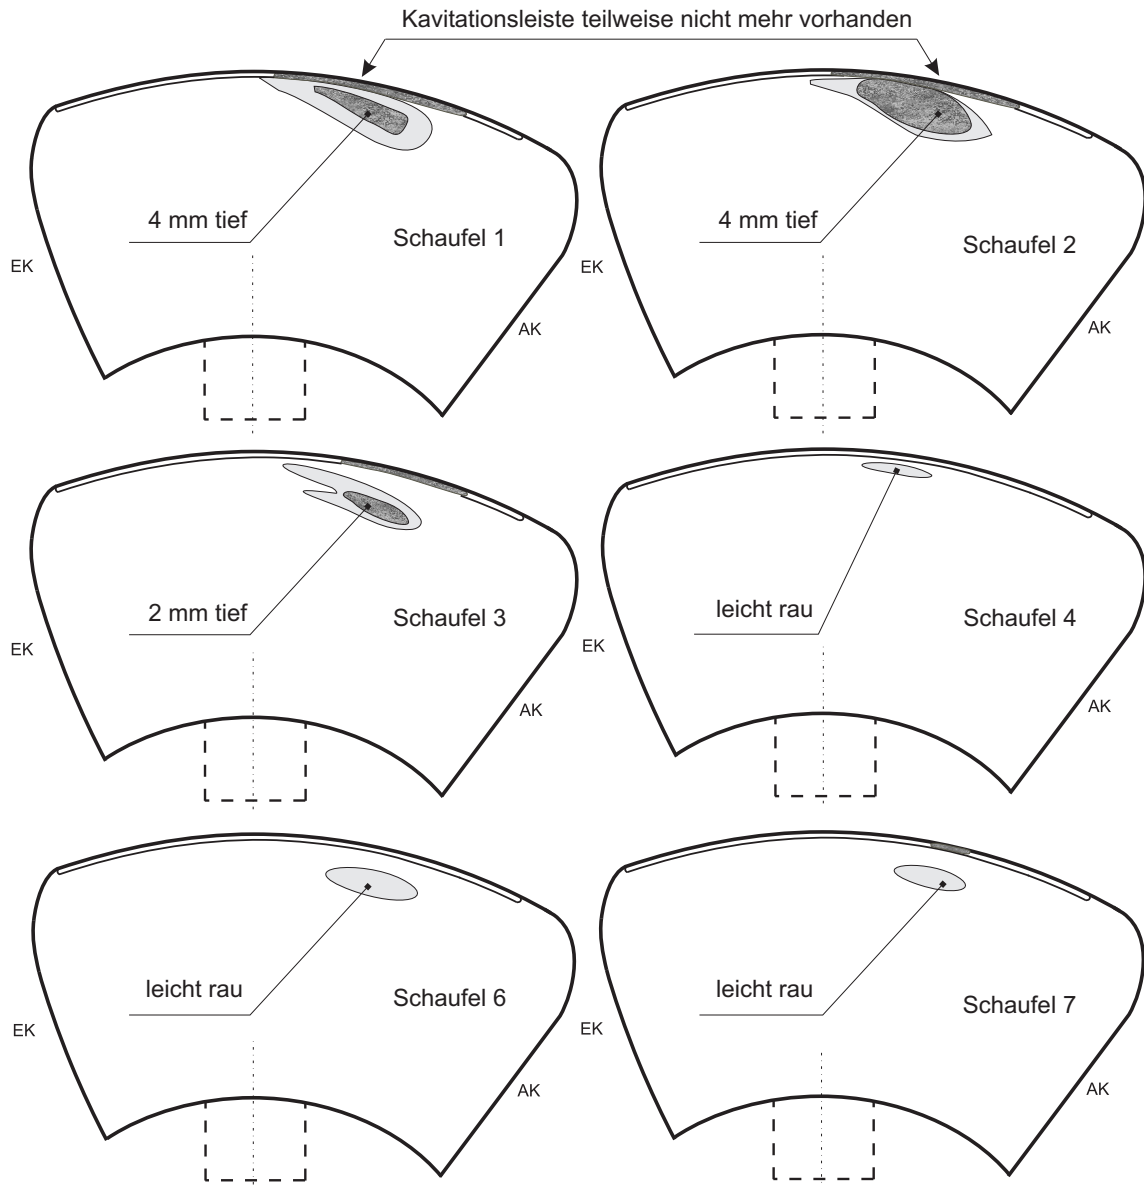 Kavitationsleiste teilweise nicht mehr vorhanden
4 mm tief
Schaufel 1
EK
AK
4 mm tief
Schaufel 2
EK
AK
2 mm tief
Schaufel 3
EK
AK
leicht rau
Schaufel 4
EK
AK
leicht rau
Schaufel 6
EK
AK
leicht rau
Schaufel 7
EK
AK